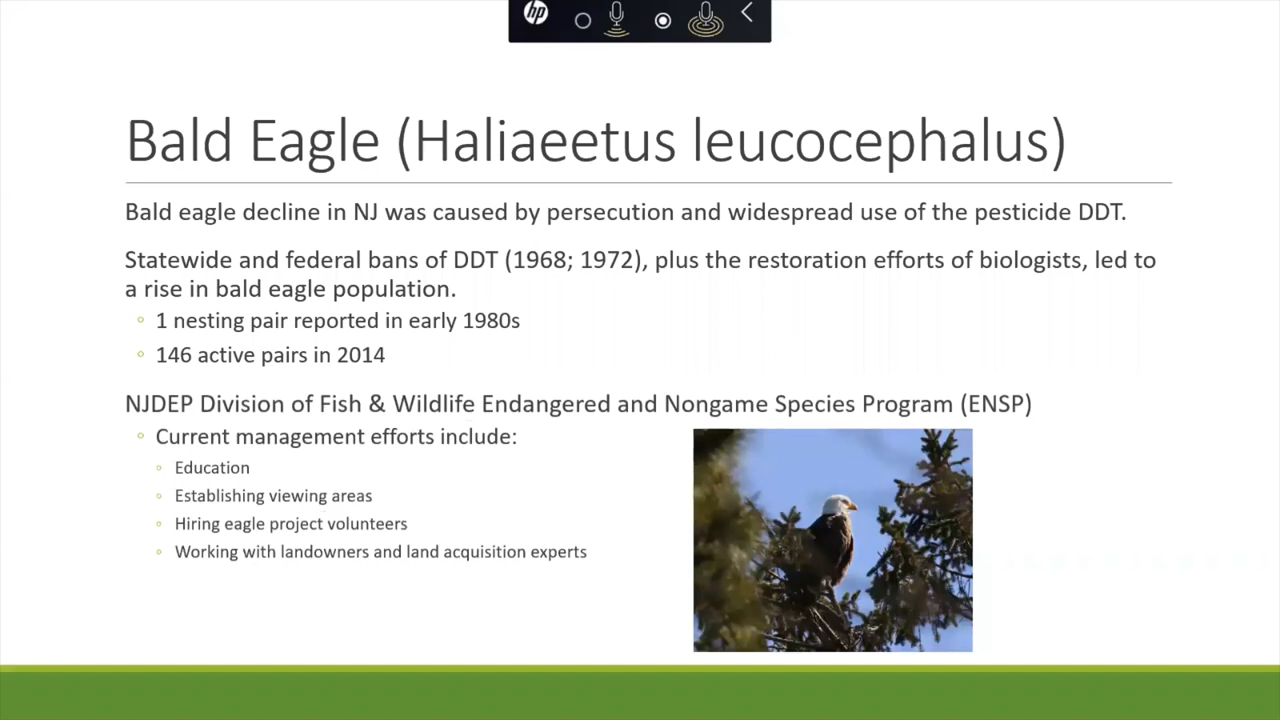 hp
Bald Eagle (Haliaeetus leucocephalus)
Bald eagle decline in NJ was caused by persecution and widespread use of the pesticide DDT.
Statewide and federal bans of DDT (1968; 1972), plus the restoration efforts of biologists, led to
a rise in bald eagle population.
1 nesting pair reported in early 1980s
146 active pairs in 2014
NJDEP Division of Fish & Wildlife Endangered and Nongame Species Program (ENSP)
Current management efforts include:
Education
Establishing viewing areas
Hiring eagle project volunteers
Working with landowners and land acquisition experts